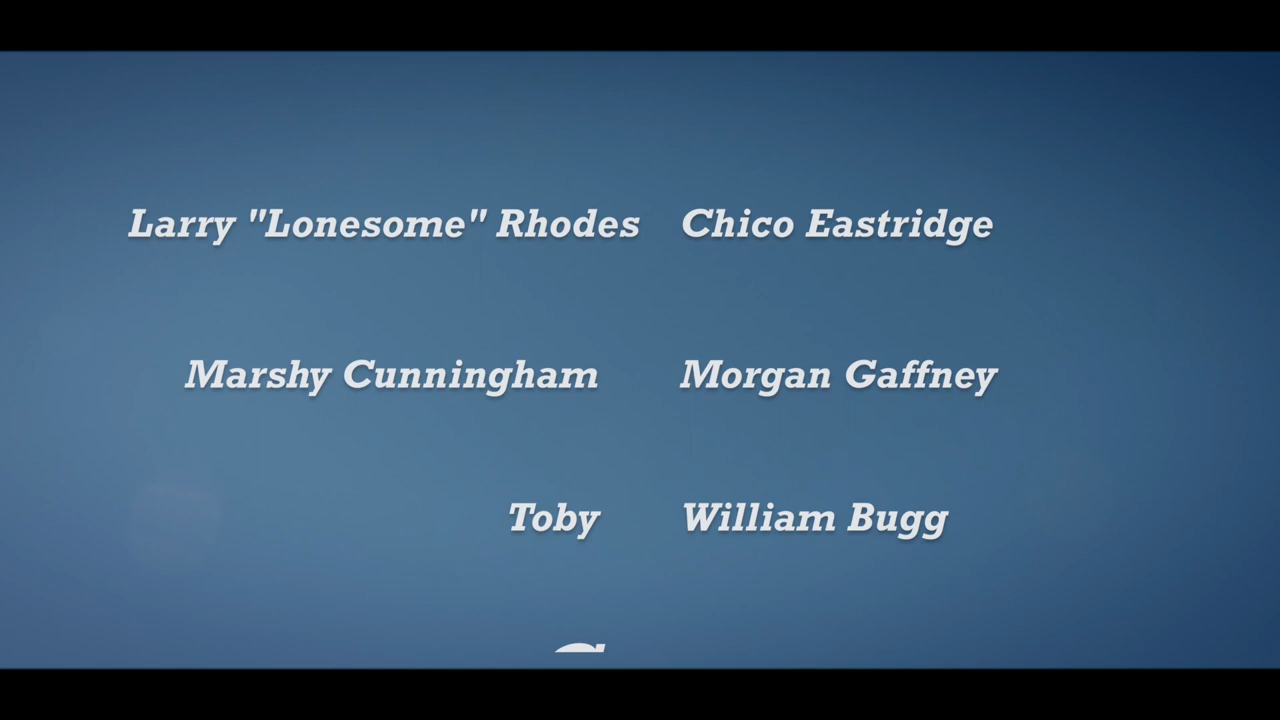 Larry "Lonesome" Rhodes Chico Eastridge
Marshy Cunningham Morgan Gaffney
Toby William Bugg